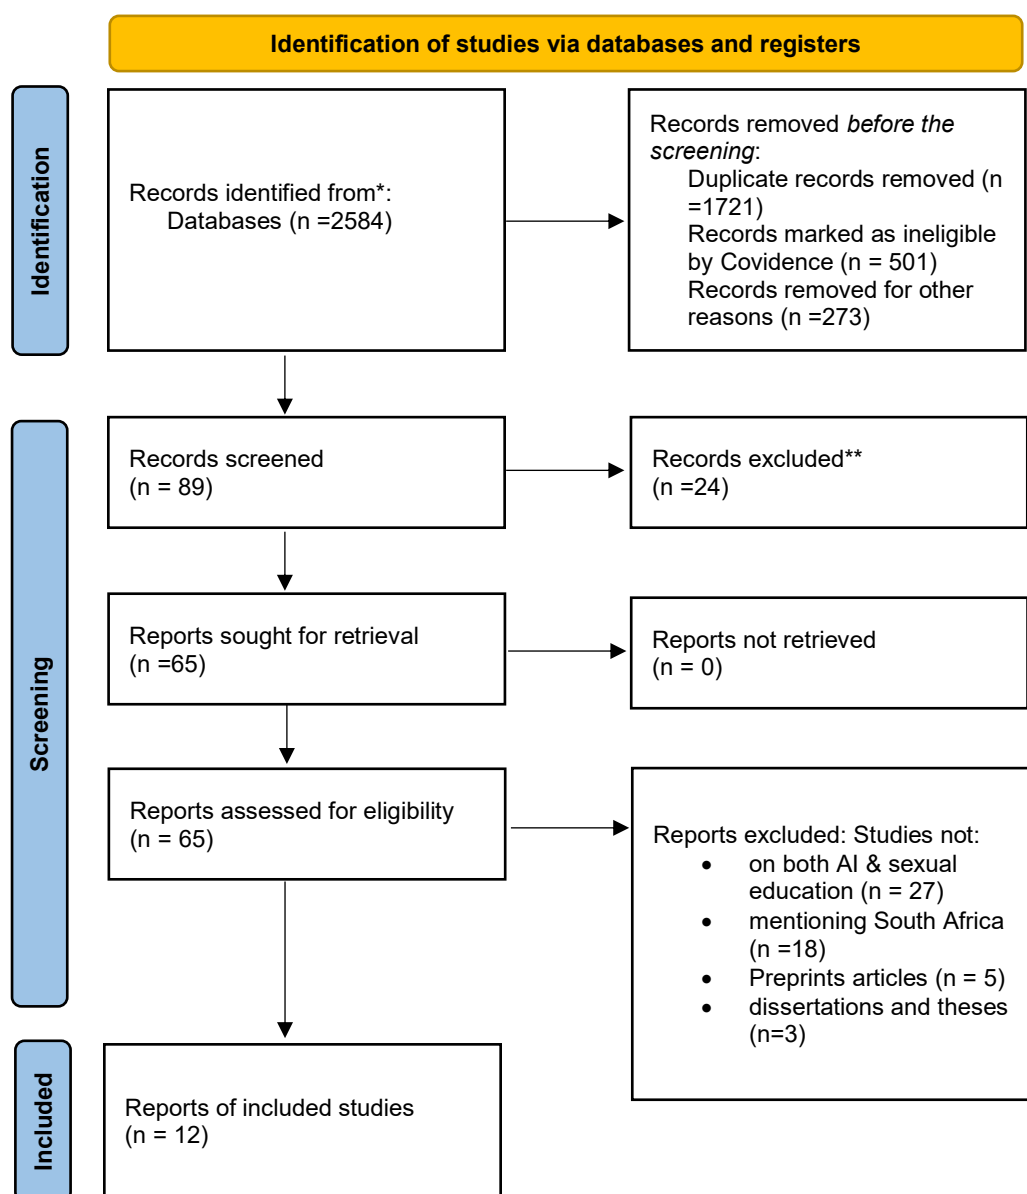 Identification of studies via databases and registers
Identification
Records identified from*:
Databases (n =2584)
Records removed before the
screening:
Duplicate records removed (n
=1721)
Records marked as ineligible
by Covidence (n = 501)
Records removed for other
reasons (n =273)
Screening
Records screened
(n = 89)
Records excluded**
(n =24)
Reports sought for retrieval
(n =65)
Reports not retrieved
(n = 0)
Reports assessed for eligibility
(n = 65)
Reports excluded: Studies not:
• on both AI & sexual
education (n = 27)
• mentioning South Africa
(n =18)
• Preprints articles (n = 5)
• dissertations and theses
(n=3)
Included
Reports of included studies
(n = 12)